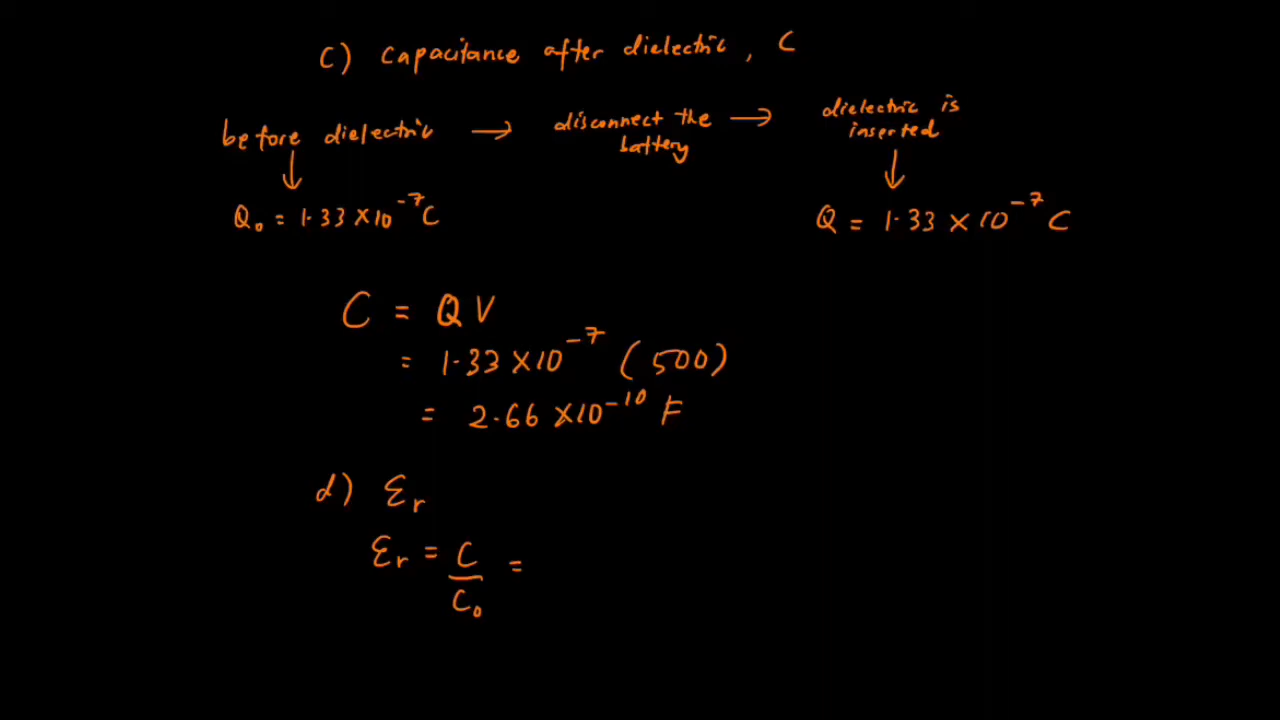 c) capacitance after dielectric, C
before dielectric → disconnect the battery → dielectric is inserted
↓ ↓
Q₀ = 1.33 × 10⁻⁷ C Q = 1.33 × 10⁻⁷ C
C = QV
= 1.33 × 10⁻⁷ (500)
= 2.66 × 10⁻¹⁰ F
d) εr
εr = C/C₀ =